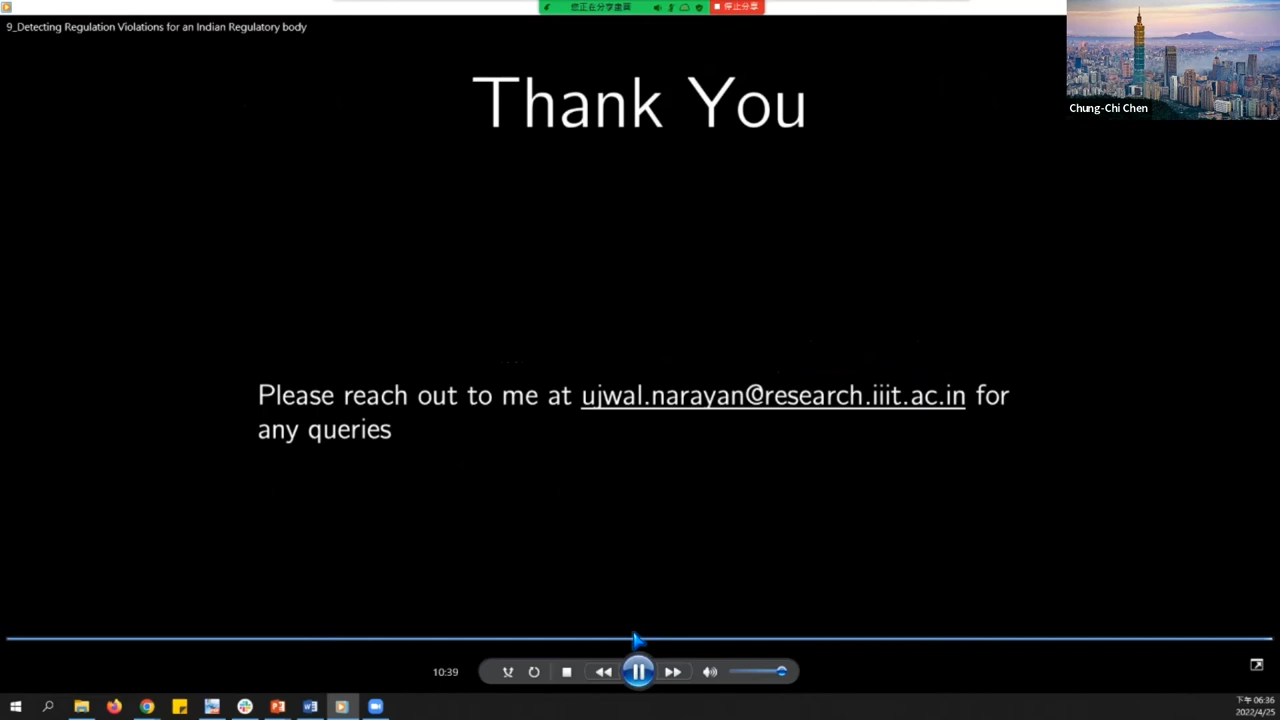 您正在分享畫面
停止分享
9_Detecting Regulation Violations for an Indian Regulatory body
Thank You
Chung-Chi Chen
Please reach out to me at ujwal.narayan@research.iiit.ac.in for
any queries
10:39
下午 06:36
2022/4/25